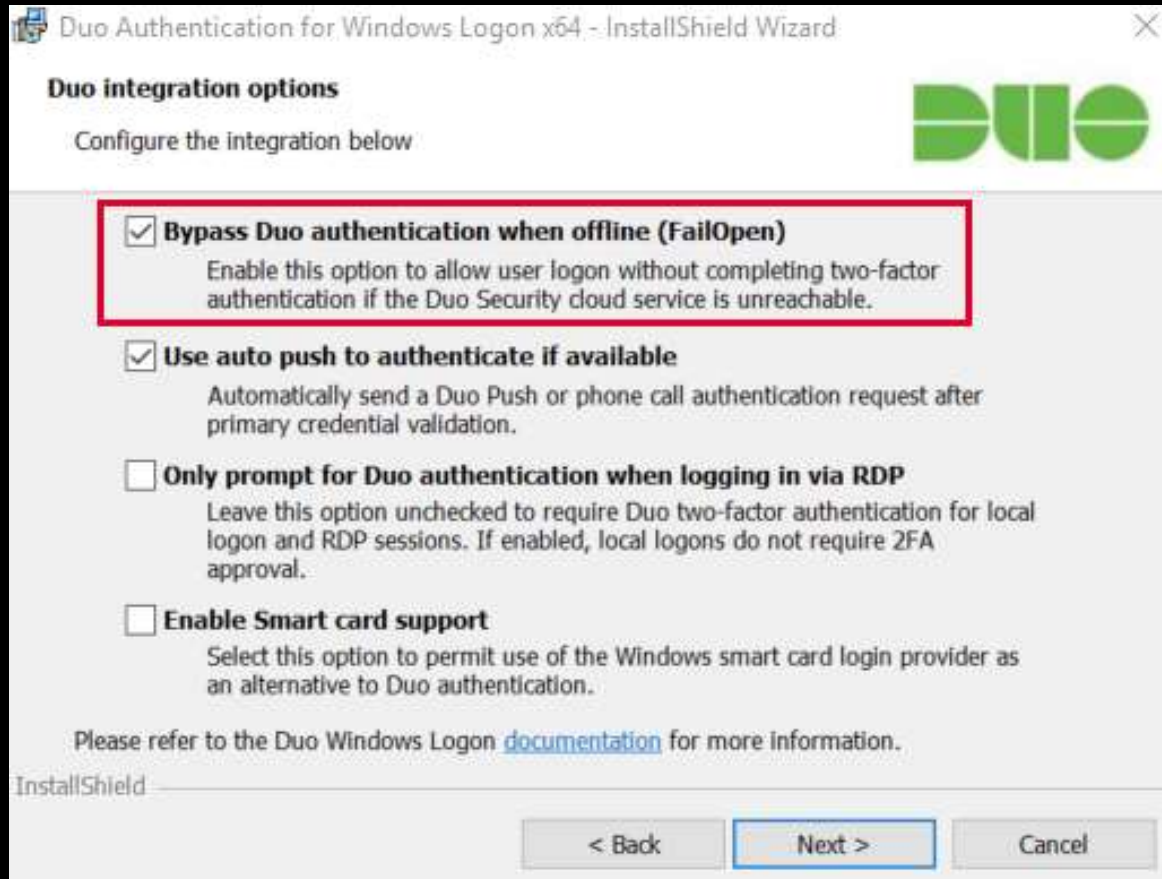 Duo Authentication for Windows Logon x64 - InstallShield Wizard
Duo integration options
DUO
Configure the integration below
Bypass Duo authentication when offline (FailOpen)
Enable this option to allow user logon without completing two-factor
authentication if the Duo Security cloud service is unreachable.
Use auto push to authenticate if available
Automatically send a Duo Push or phone call authentication request after
primary credential validation.
Only prompt for Duo authentication when logging in via RDP
Leave this option unchecked to require Duo two-factor authentication for local
logon and RDP sessions. If enabled, local logons do not require 2FA
approval.
Enable Smart card support
Select this option to permit use of the Windows smart card login provider as
an alternative to Duo authentication.
Please refer to the Duo Windows Logon documentation for more information.
InstallShield
< Back Next > Cancel